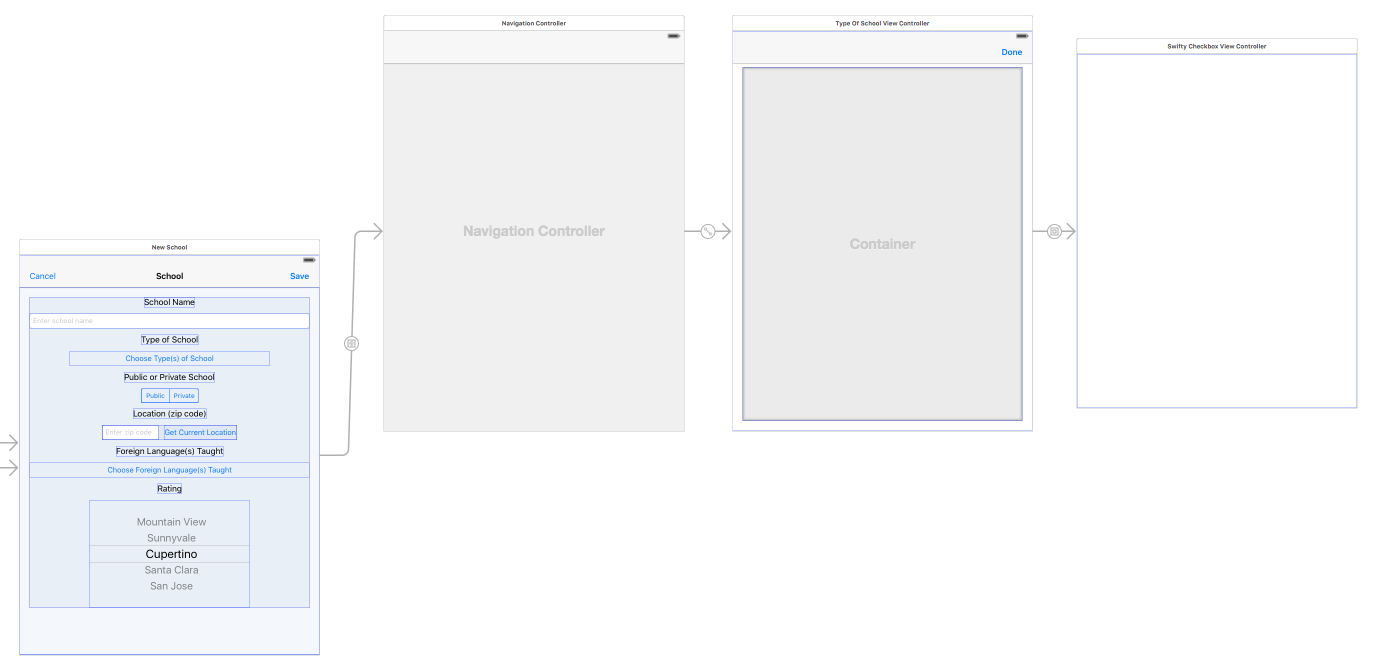 Navigation Controller
Navigation Controller
Type Of School View Controller
Done
Container
Swifty Checkbox View Controller
New School
Cancel School Save
School Name
Enter school name
Type of School
Choose Type(s) of School
Public or Private School
Public Private
Location (zip code)
Enter zip code Get Current Location
Foreign Language(s) Taught
Choose Foreign Language(s) Taught
Rating
Mountain View
Sunnyvale
Cupertino
Santa Clara
San Jose